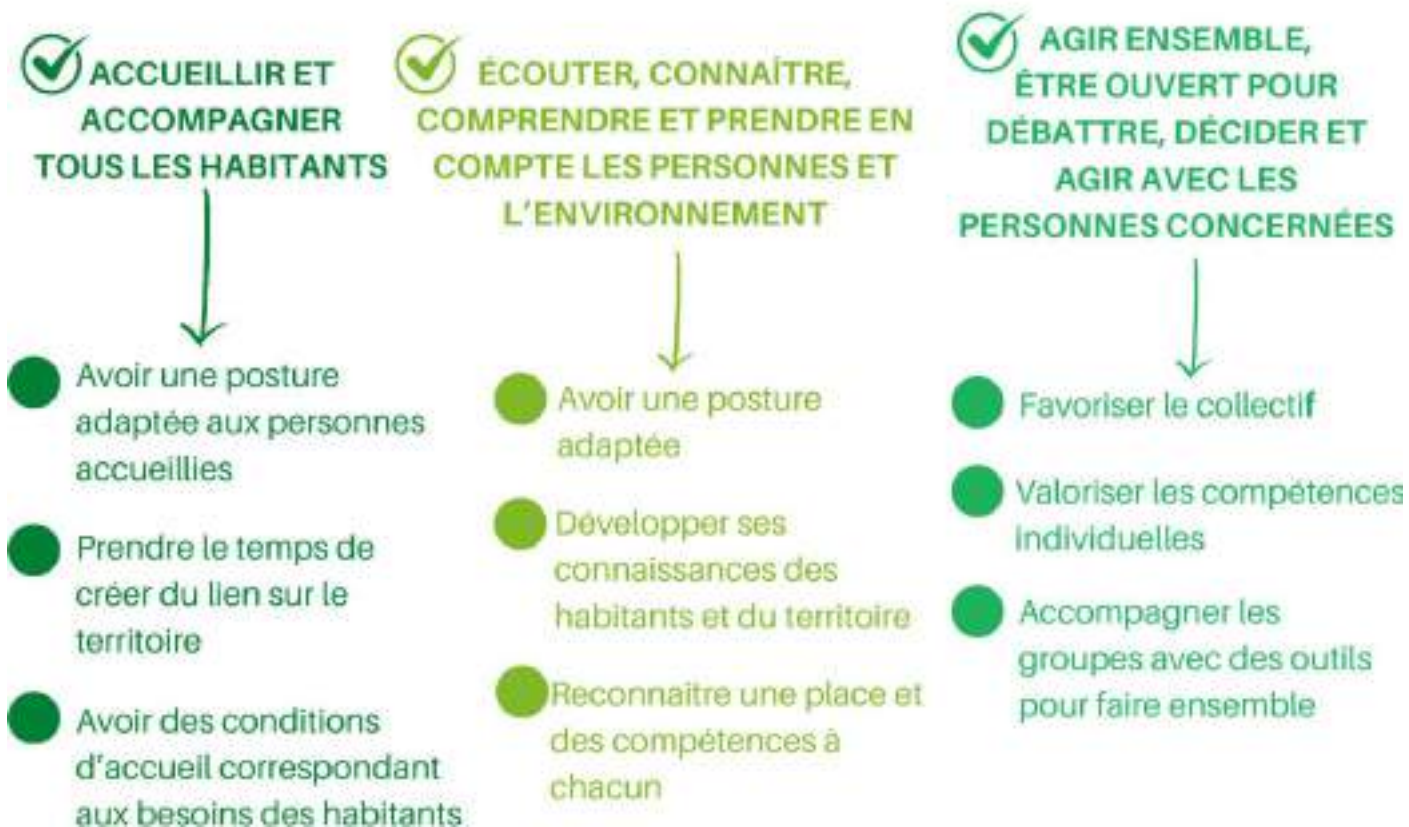 ACCUEILLIR ET
ACCOMPAGNER
TOUS LES HABITANTS
Avoir une posture
adaptée aux personnes
accueillies
Prendre le temps de
créer du lien sur le
territoire
Avoir des conditions
d'accueil correspondant
aux besoins des habitants
ÉCOUTER, CONNAÎTRE,
COMPRENDRE ET PRENDRE EN
COMPTE LES PERSONNES ET
L'ENVIRONNEMENT
Avoir une posture
adaptée
Développer ses
connaissances des
habitants et du territoire
Reconnaître une place et
des compétences à
chacun
AGIR ENSEMBLE,
ÊTRE OUVERT POUR
DÉBATTRE, DÉCIDER ET
AGIR AVEC LES
PERSONNES CONCERNÉES
Favoriser le collectif
Valoriser les compétences
individuelles
Accompagner les
groupes avec des outils
pour faire ensemble